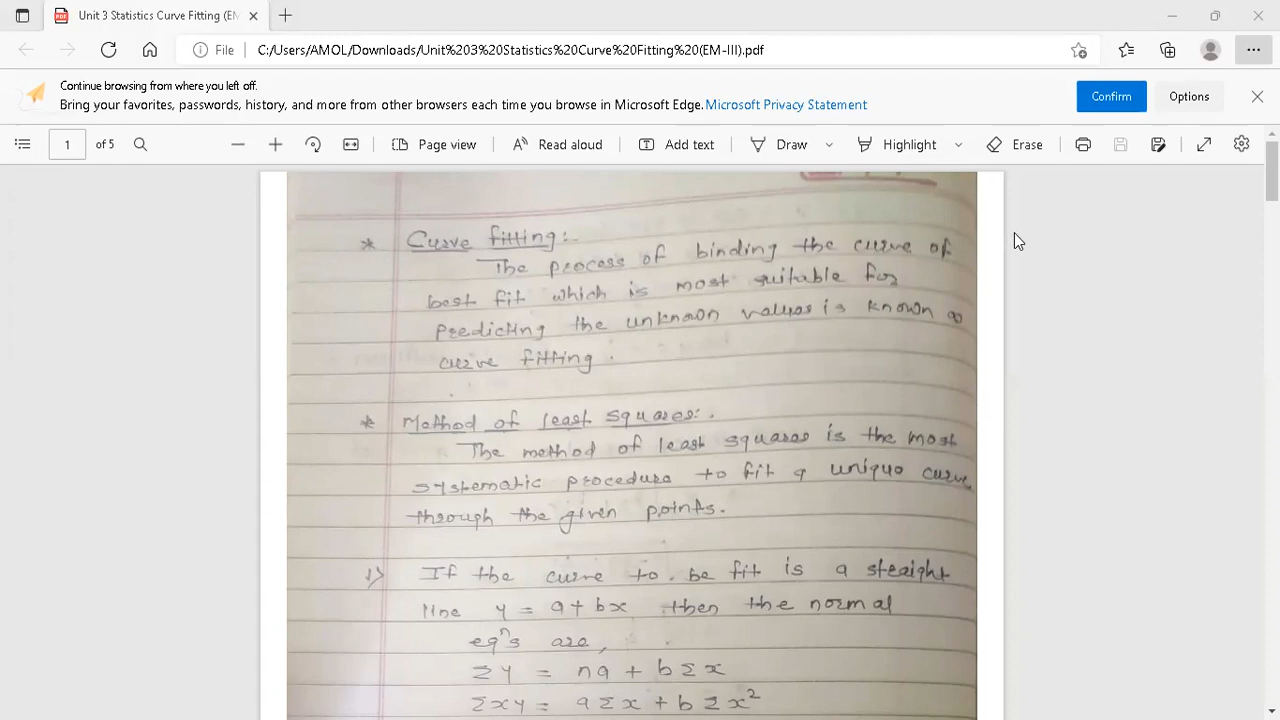 Unit 3 Statistics Curve Fitting (EM
File C:/Users/AMOL/Downloads/Unit%203%20Statistics%20Curve%20Fitting%20(EM-III).pdf
Continue browsing from where you left off.
Bring your favorites, passwords, history, and more from other browsers each time you browse in Microsoft Edge. Microsoft Privacy Statement
Confirm Options
1 of 5 Page view Read aloud Add text Draw Highlight Erase
* Curve fitting:-
The process of binding the curve of
best fit which is most suitable for
predicting the unknown values is known as
curve fitting.
* Method of least squares:-
The method of least squares is the most
systematic procedure to fit a unique curve
through the given points.
1) If the curve to be fit is a steaight
line y = a + bx then the normal
eqⁿs are,
Σy = na + bΣx
Σxy = aΣx + bΣx²